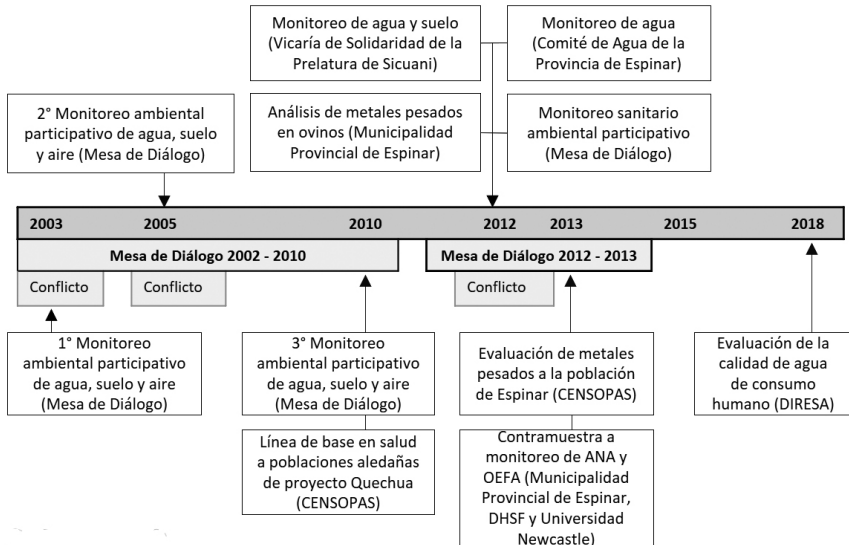 Monitoreo de agua y suelo
(Vicaría de Solidaridad de la
Prelatura de Sicuani)
Monitoreo de agua
(Comité de Agua de la
Provincia de Espinar)
2° Monitoreo ambiental
participativo de agua, suelo
y aire (Mesa de Diálogo)
Análisis de metales pesados
en ovinos (Municipalidad
Provincial de Espinar)
Monitoreo sanitario
ambiental participativo
(Mesa de Diálogo)
2003 2005 2010 2012 2013 2015 2018
Mesa de Diálogo 2002 - 2010
Mesa de Diálogo 2012 - 2013
Conflicto
Conflicto
Conflicto
1° Monitoreo
ambiental participativo
de agua, suelo y aire
(Mesa de Diálogo)
3° Monitoreo
ambiental participativo
de agua, suelo y aire
(Mesa de Diálogo)
Evaluación de metales
pesados a la población
de Espinar (CENSOPAS)
Evaluación de la
calidad de agua
de consumo
humano (DIRESA)
Línea de base en salud
a poblaciones aledañas
de proyecto Quechua
(CENSOPAS)
Contramuestra a
monitoreo de ANA y
OEFA (Municipalidad
Provincial de Espinar,
DHSF y Universidad
Newcastle)